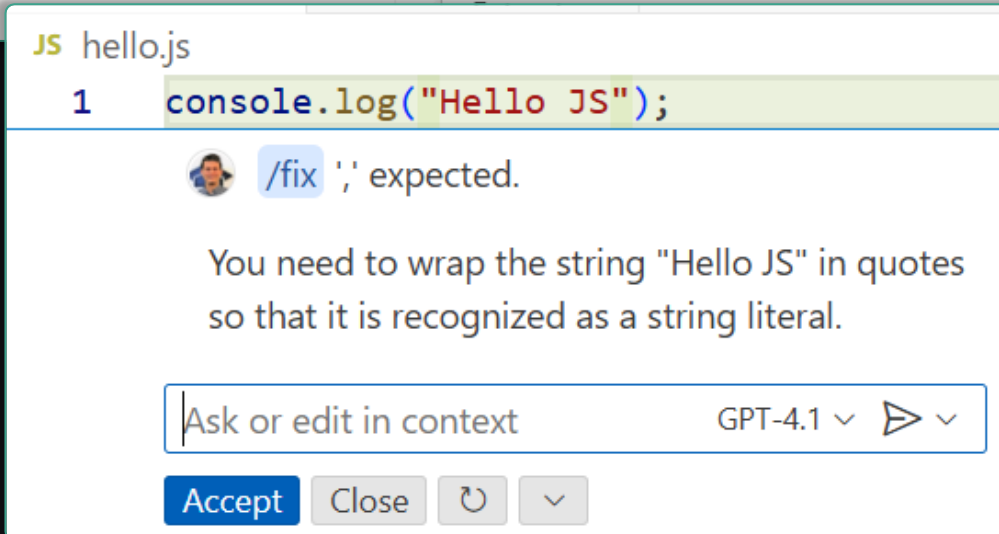 JS hello.js
1 console.log("Hello JS");
/fix ',' expected.
You need to wrap the string "Hello JS" in quotes
so that it is recognized as a string literal.
Ask or edit in context GPT-4.1
Accept Close